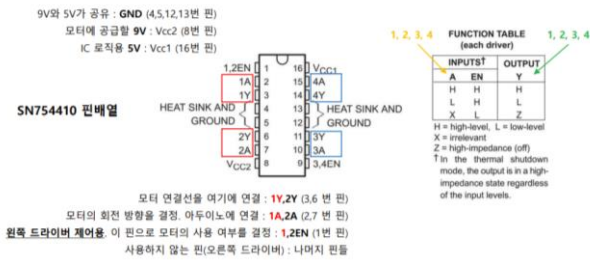 9V와 5V가 공유 : GND (4,5,12,13번 핀)
모터에 공급할 9V : Vcc2 (8번 핀)
IC 로직용 5V : Vcc1 (16번 핀)
SN754410 핀배열
1,2EN 1 16 VCC1
1A 2 15 4A
1Y 3 14 4Y
HEAT SINK AND GROUND 4 13 HEAT SINK AND GROUND
5 12
2Y 6 11 3Y
2A 7 10 3A
VCC2 8 9 3,4EN
1, 2, 3, 4
1, 2, 3, 4
FUNCTION TABLE
(each driver)
INPUTS† OUTPUT
A EN Y
H H H
L H L
X L Z
H = high-level, L = low-level
X = irrelevant
Z = high-impedance (off)
† In the thermal shutdown
mode, the output is in a high-
impedance state regardless
of the input levels.
모터 연결선을 여기에 연결 : 1Y,2Y (3,6 번 핀)
모터의 회전 방향을 결정. 아두이노에 연결 : 1A,2A (2,7 번 핀)
왼쪽 드라이버 제어용. 이 핀으로 모터의 사용 여부를 결정 : 1,2EN (1번 핀)
사용하지 않는 핀(오른쪽 드라이버) : 나머지 핀들